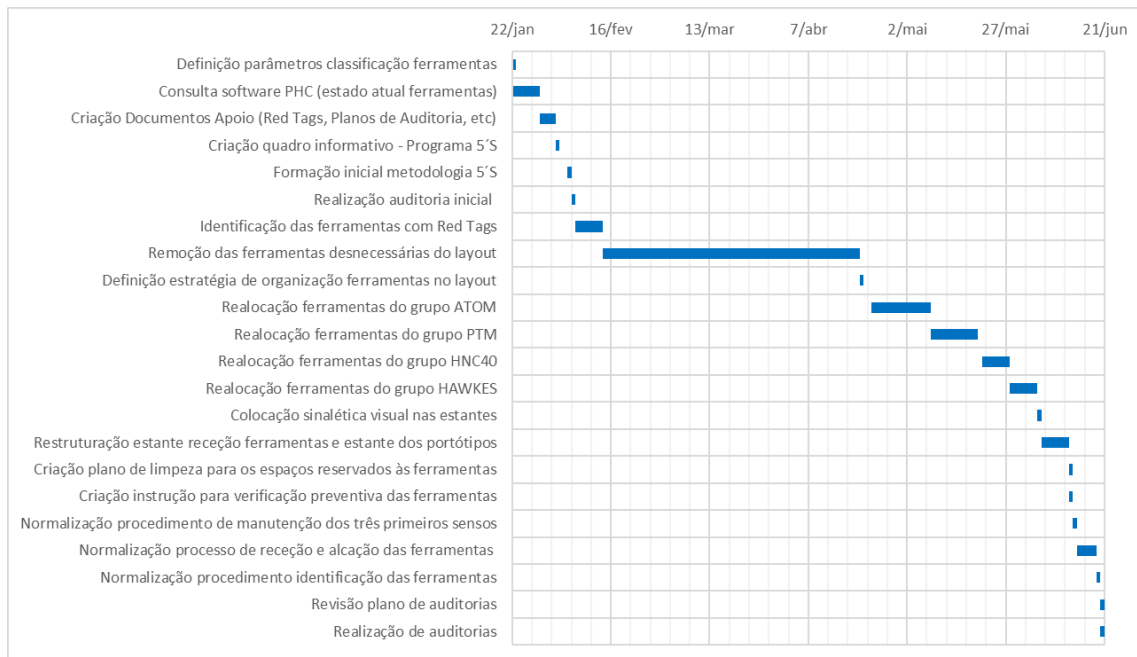 22/jan 16/fev 13/mar 7/abr 2/mai 27/mai 21/jun
Definição parâmetros classificação ferramentas
Consulta software PHC (estado atual ferramentas)
Criação Documentos Apoio (Red Tags, Planos de Auditoria, etc)
Criação quadro informativo - Programa 5´S
Formação inicial metodologia 5´S
Realização auditoria inicial
Identificação das ferramentas com Red Tags
Remoção das ferramentas desnecessárias do layout
Definição estratégia de organização ferramentas no layout
Realocação ferramentas do grupo ATOM
Realocação ferramentas do grupo PTM
Realocação ferramentas do grupo HNC40
Realocação ferramentas do grupo HAWKES
Colocação sinalética visual nas estantes
Restruturação estante receção ferramentas e estante dos portótipos
Criação plano de limpeza para os espaços reservados às ferramentas
Criação instrução para verificação preventiva das ferramentas
Normalização procedimento de manutenção dos três primeiros sensos
Normalização processo de receção e alcação das ferramentas
Normalização procedimento identificação das ferramentas
Revisão plano de auditorias
Realização de auditorias